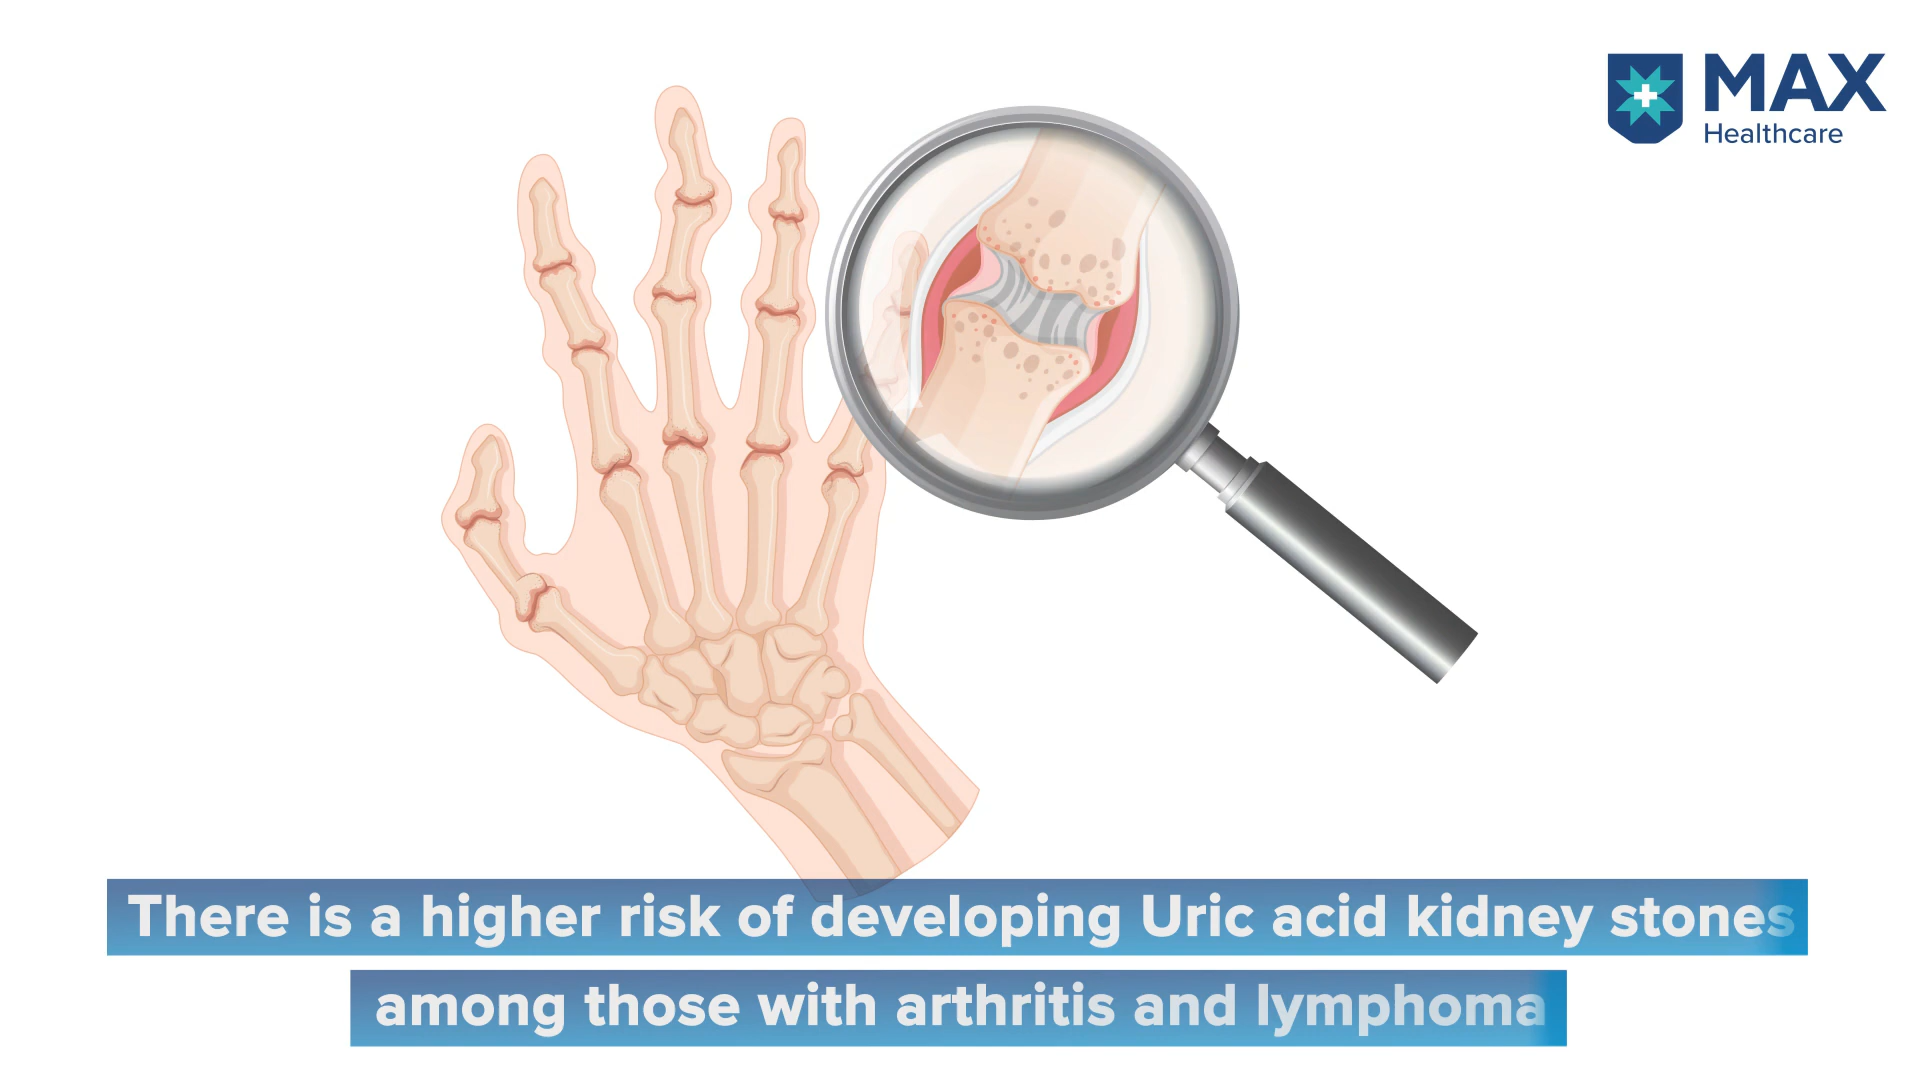 MAX
Healthcare
There is a higher risk of developing Uric acid kidney stones
among those with arthritis and lymphoma